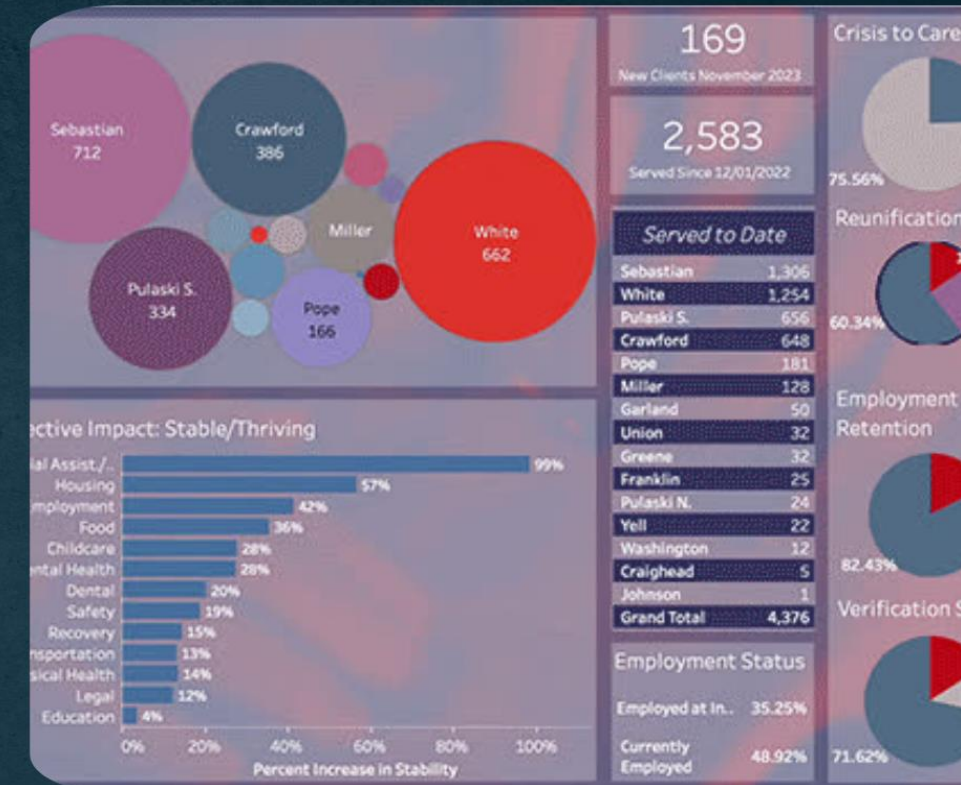 Sebastian
712
Crawford
386
Miller
White
662
Pulaski S.
334
Pope
166
169
New Clients November 2023
2,583
Served Since 12/01/2022
Served to Date
Sebastian 1,306
White 1,254
Pulaski S. 656
Crawford 648
Pope 181
Miller 128
Garland 50
Union 32
Greene 32
Franklin 25
Pulaski N. 24
Yell 22
Washington 12
Craighead 5
Johnson 1
Grand Total 4,376
Employment Status
Employed at In.. 35.25%
Currently
Employed 48.92%
Crisis to Care
75.56%
Reunification
60.34%
Employment
Retention
82.43%
Verification S
71.62%
ective Impact: Stable/Thriving
ial Assist./.. 99%
Housing 57%
mployment 42%
Food 36%
Childcare 28%
ental Health 28%
Dental 20%
Safety 19%
Recovery 15%
nsportation 13%
sical Health 14%
Legal 12%
Education 4%
0% 20% 40% 60% 80% 100%
Percent Increase in Stability